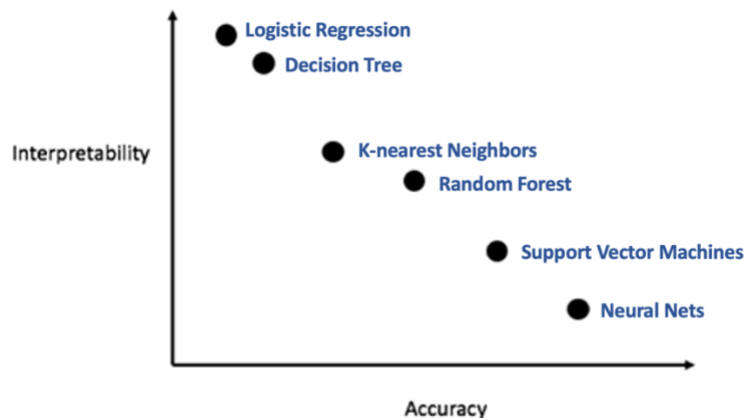 Logistic Regression
Decision Tree
Interpretability
K-nearest Neighbors
Random Forest
Support Vector Machines
Neural Nets
Accuracy